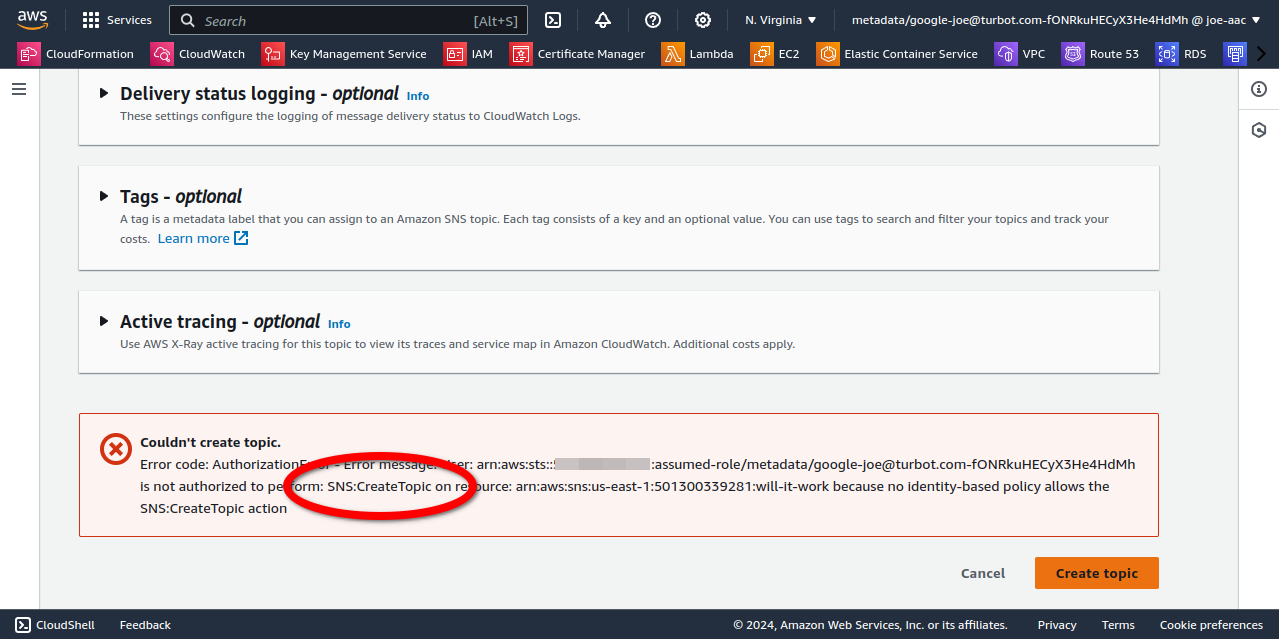 aws Services Search [Alt+S] N. Virginia metadata/google-joe@turbot.com-fONRkuHECyX3He4HdMh @ joe-aac
CloudFormation CloudWatch Key Management Service IAM Certificate Manager Lambda EC2 Elastic Container Service VPC Route 53 RDS
Delivery status logging - optional Info
These settings configure the logging of message delivery status to CloudWatch Logs.
Tags - optional
A tag is a metadata label that you can assign to an Amazon SNS topic. Each tag consists of a key and an optional value. You can use tags to search and filter your topics and track your
costs. Learn more
Active tracing - optional Info
Use AWS X-Ray active tracing for this topic to view its traces and service map in Amazon CloudWatch. Additional costs apply.
Couldn't create topic.
Error code: AuthorizationError - Error message: User: arn:aws:sts:: :assumed-role/metadata/google-joe@turbot.com-fONRkuHECyX3He4HdMh
is not authorized to perform: SNS:CreateTopic on resource: arn:aws:sns:us-east-1:501300339281:will-it-work because no identity-based policy allows the
SNS:CreateTopic action
Cancel Create topic
CloudShell Feedback © 2024, Amazon Web Services, Inc. or its affiliates. Privacy Terms Cookie preferences